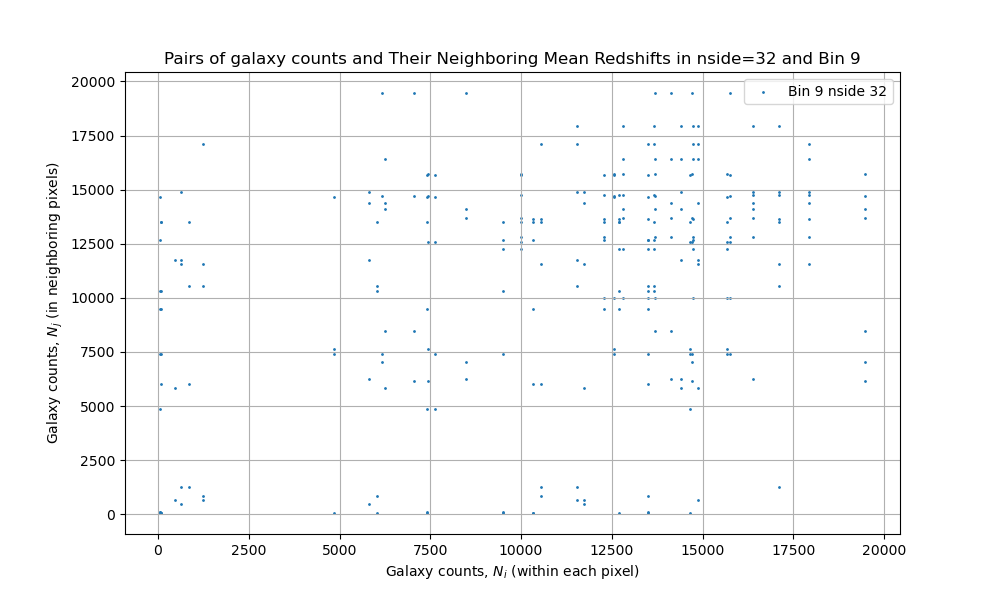 Pairs of galaxy counts and Their Neighboring Mean Redshifts in nside=32 and Bin 9
Bin 9 nside 32
20000
17500
15000
12500
10000
7500
5000
2500
0
Galaxy counts, N_j (in neighboring pixels)
0 2500 5000 7500 10000 12500 15000 17500 20000
Galaxy counts, N_i (within each pixel)